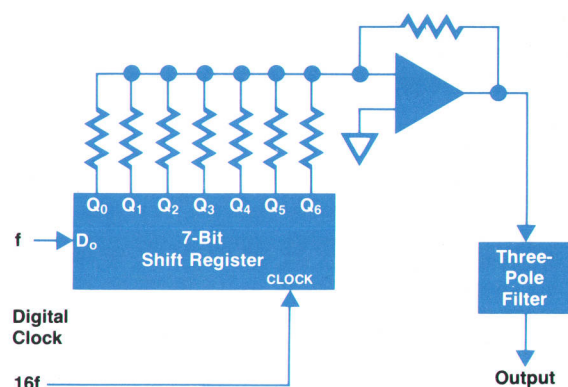 Q0 Q1 Q2 Q3 Q4 Q5 Q6
f
Do
7-Bit
Shift Register
CLOCK
Digital
Clock
16f
Three-
Pole
Filter
Output